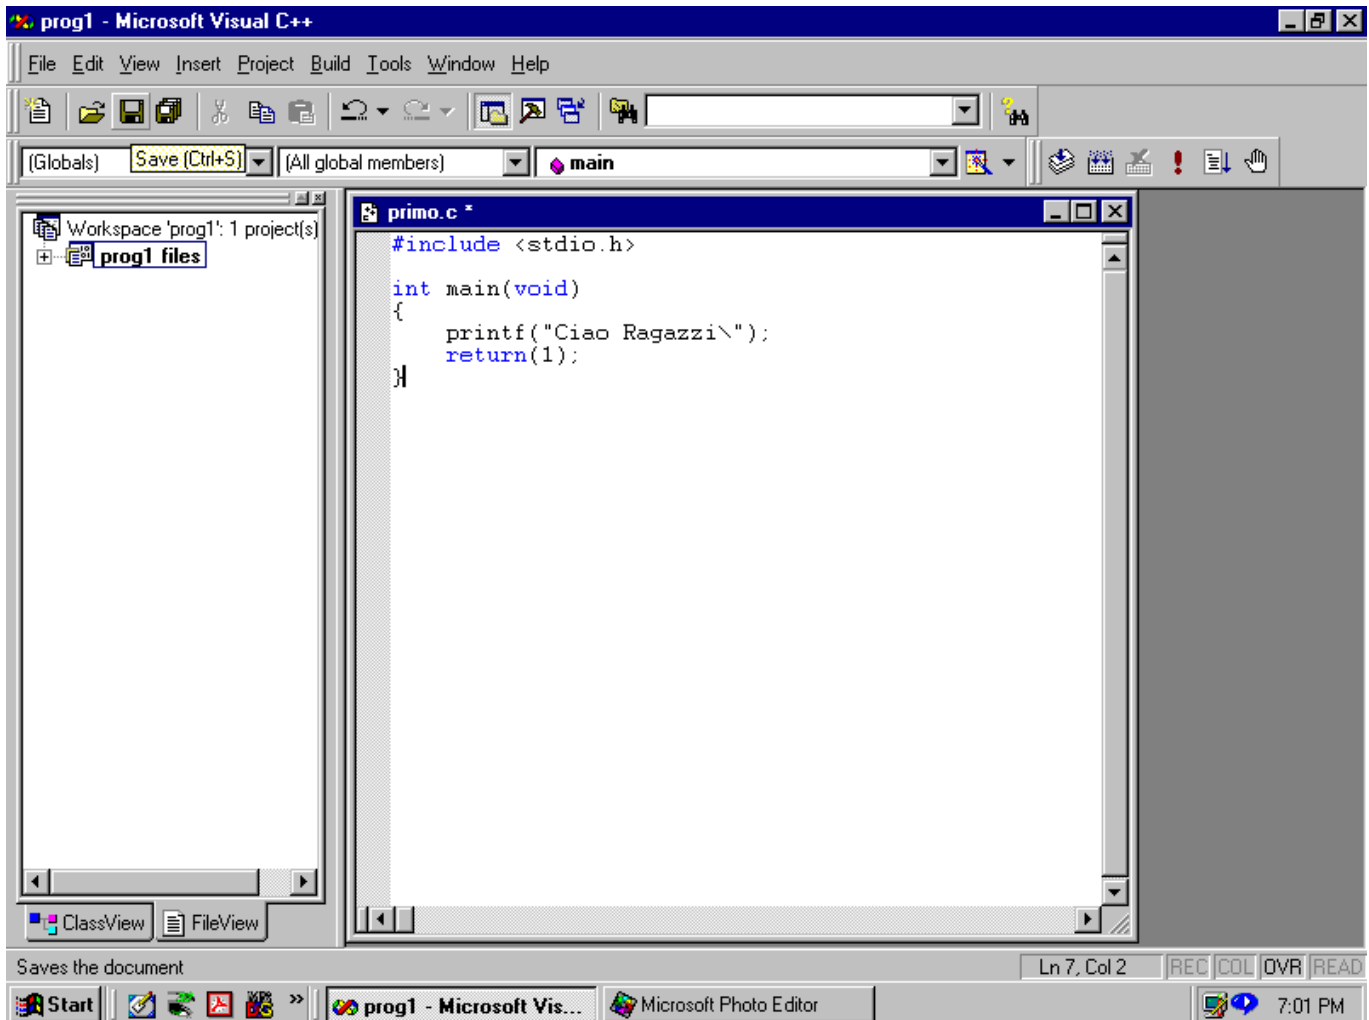 prog1 - Microsoft Visual C++
File Edit View Insert Project Build Tools Window Help
(Globals) Save (Ctrl+S) (All global members) main
Workspace 'prog1': 1 project(s)
prog1 files
primo.c *
#include <stdio.h>
int main(void)
{
printf("Ciao Ragazzi\");
return(1);
}
ClassView FileView
Saves the document Ln 7, Col 2 REC COL OVR READ
Start » prog1 - Microsoft Vis... Microsoft Photo Editor 7:01 PM